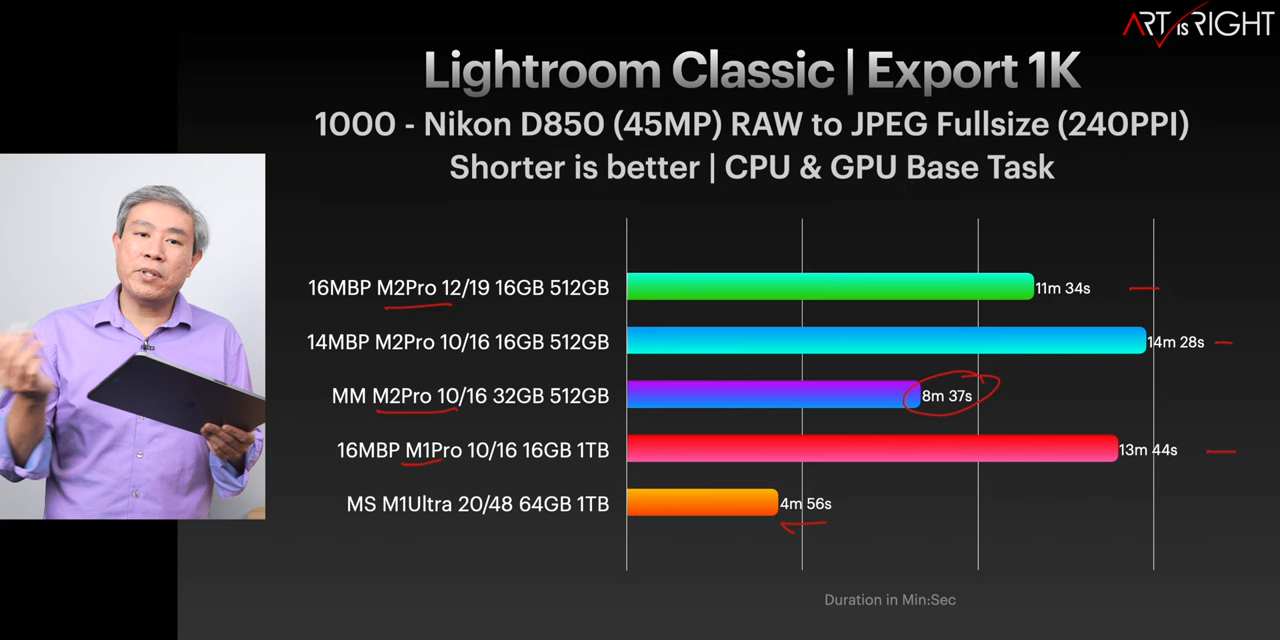 ART IS RIGHT
Lightroom Classic | Export 1K
1000 - Nikon D850 (45MP) RAW to JPEG Fullsize (240PPI)
Shorter is better | CPU & GPU Base Task
16MBP M2Pro 12/19 16GB 512GB 11m 34s
14MBP M2Pro 10/16 16GB 512GB 14m 28s
MM M2Pro 10/16 32GB 512GB 8m 37s
16MBP M1Pro 10/16 16GB 1TB 13m 44s
MS M1Ultra 20/48 64GB 1TB 4m 56s
Duration in Min:Sec